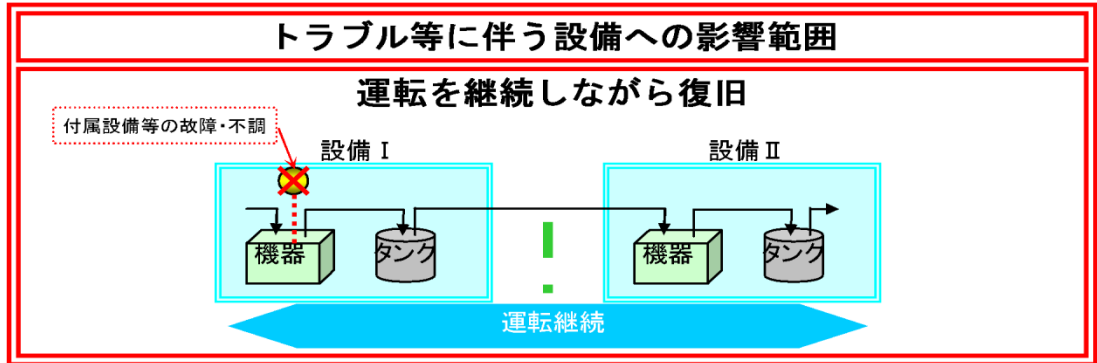 トラブル等に伴う設備への影響範囲
運転を継続しながら復旧
付属設備等の故障・不調
設備Ⅰ
設備Ⅱ
機器
タンク
機器
タンク
運転継続